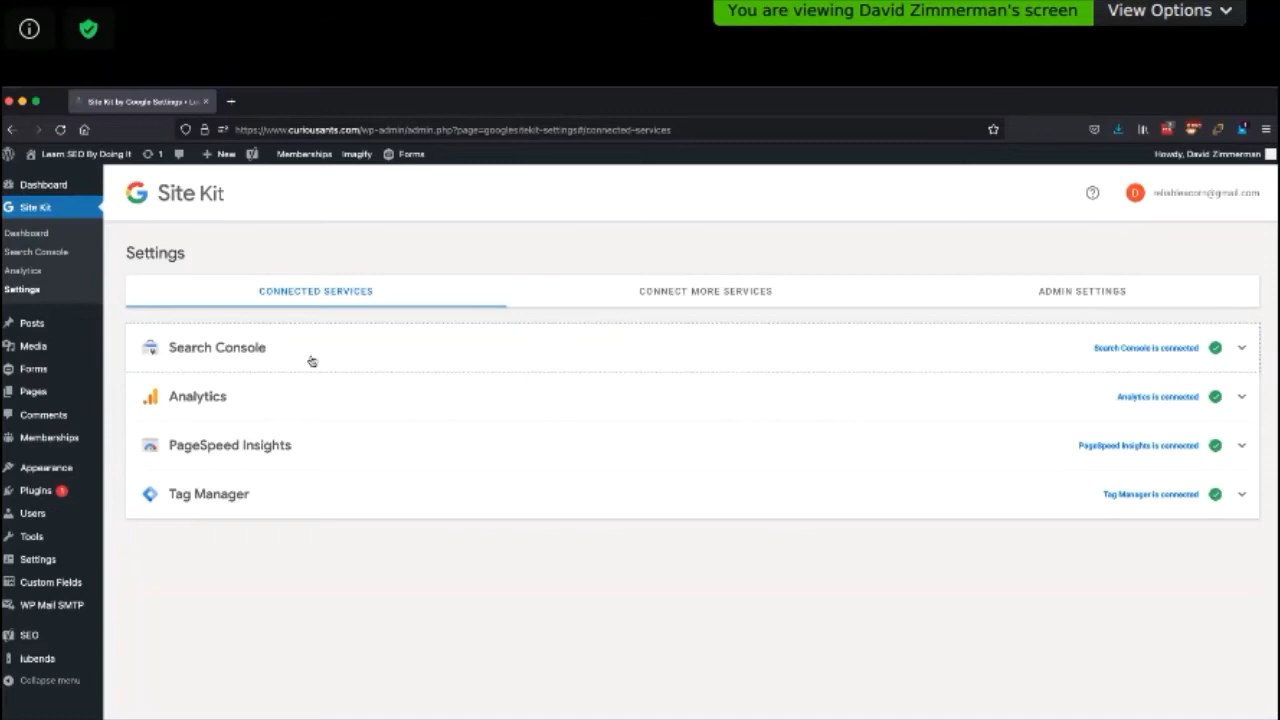 You are viewing David Zimmerman's screen View Options
Site Kit by Google Settings • Le
https://www.curiousants.com/wp-admin/admin.php?page=googlesitekit-settings#/connected-services
Learn SEO By Doing It 1 New Memberships Imagify Forms Howdy, David Zimmerman
Dashboard
Site Kit
Dashboard
Search Console
Analytics
Settings
Posts
Media
Forms
Pages
Comments
Memberships
Appearance
Plugins 1
Users
Tools
Settings
Custom Fields
WP Mail SMTP
SEO
iubenda
Collapse menu
Site Kit
D
Settings
CONNECTED SERVICES CONNECT MORE SERVICES ADMIN SETTINGS
Search Console Search Console is connected
Analytics Analytics is connected
PageSpeed Insights PageSpeed Insights is connected
Tag Manager Tag Manager is connected